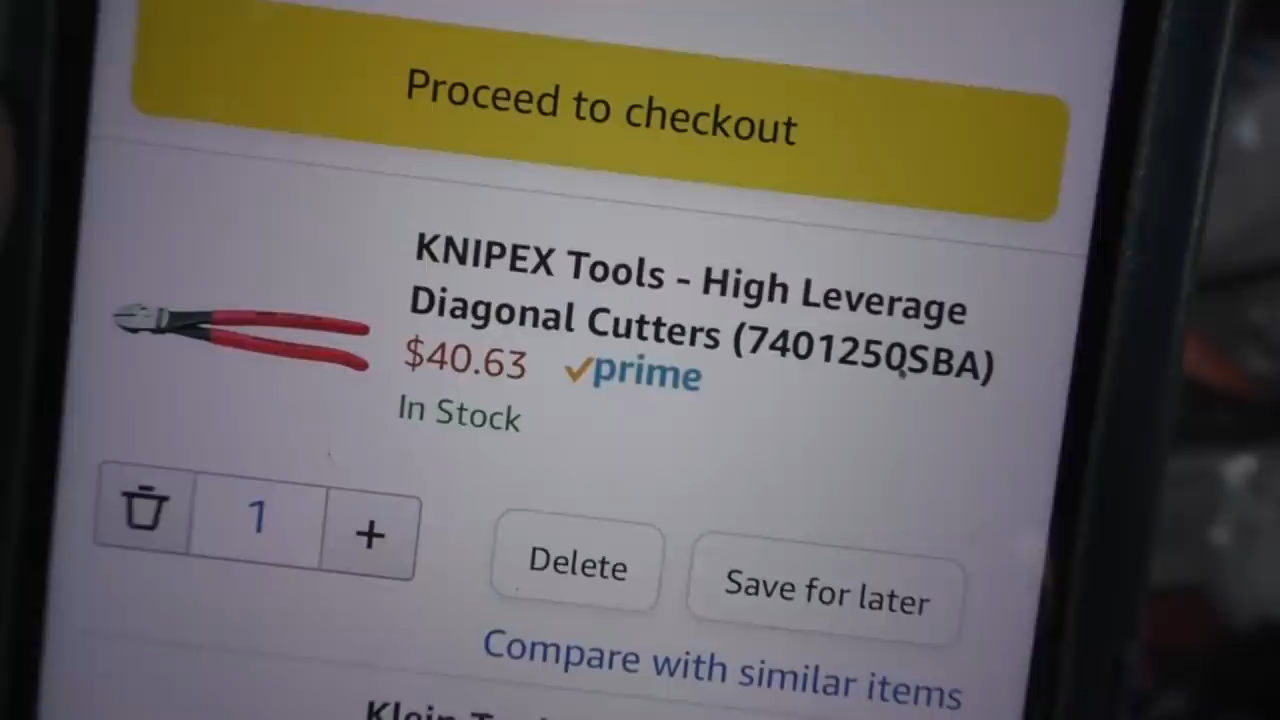 Proceed to checkout
KNIPEX Tools - High Leverage
Diagonal Cutters (7401250SBA)
$40.63 prime
In Stock
1 +
Delete
Save for later
Compare with similar items
Klein